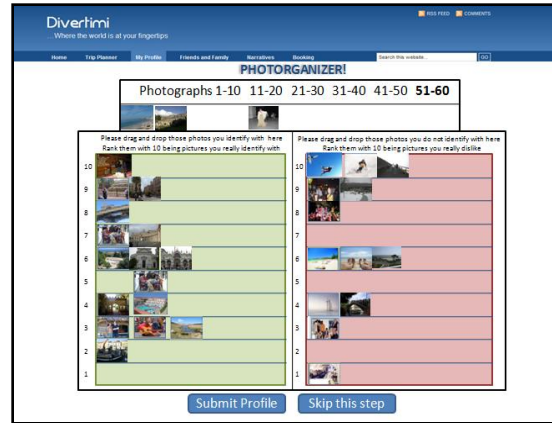 Divertimi
...Where the world is at your fingertips
RSS FEED COMMENTS
Home Trip Planner My Profile Friends and Family Narratives Booking Search this website... GO
PHOTORGANIZER!
Photographs 1-10 11-20 21-30 31-40 41-50 51-60
Please drag and drop those photos you identify with here
Rank them with 10 being pictures you really identify with
10
9
8
7
6
5
4
3
2
1
Please drag and drop those photos you do not identify with here
Rank them with 10 being pictures you really dislike
10
9
8
7
6
5
4
3
2
1
Submit Profile Skip this step